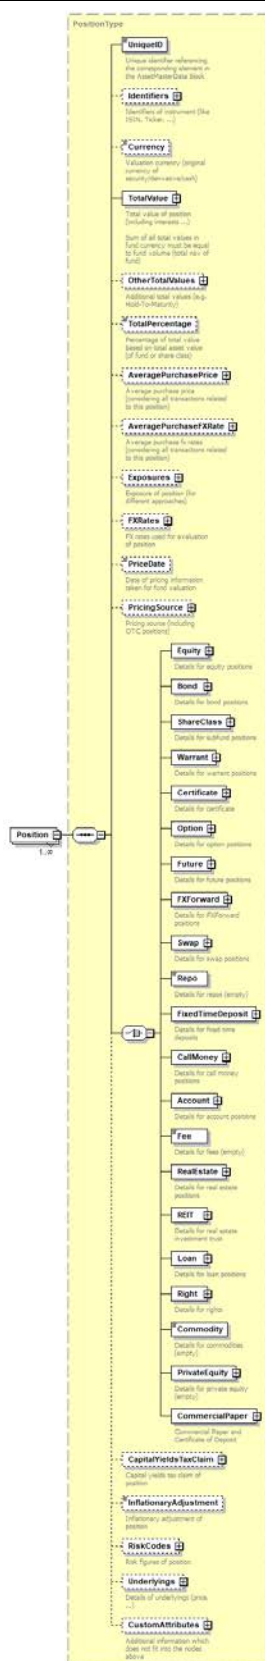 PositionType
UniqueID
Unique identifier referencing
the corresponding element in
the AssetMasterData block
Identifiers
Identifiers of instrument (like
ISIN, Ticker, ...)
Currency
Valuation currency (original
currency of
security/derivative/cash)
TotalValue
Total value of position
(including interests ...)
Sum of all total values in
fund currency must be equal
to fund volume (total nav of
fund)
OtherTotalValues
Additional total values (e.g.
Hold-To-Maturity)
TotalPercentage
Percentage of total value
based on total asset value
(of fund or share class)
AveragePurchasePrice
Average purchase price
(considering all transactions related
to this position)
AveragePurchaseFXRate
Average purchase fx rates
(considering all transactions related
to this position)
Exposures
Exposure of position (for
different approaches)
FXRates
FX rates used for evaluation
of position
PriceDate
Date of pricing information
taken for fund valuation
PricingSource
Pricing source (including
OTC positions)
Equity
Details for equity positions
Bond
Details for bond positions
ShareClass
Details for subfund positions
Warrant
Details for warrant positions
Certificate
Details for certificate
Position
1..∞
Option
Details for option positions
Future
Details for future positions
FXForward
Details for FXForward
positions
Swap
Details for swap positions
Repo
Details for repos (empty)
FixedTimeDeposit
Details for fixed time
deposits
CallMoney
Details for call money
positions
Account
Details for account positions
Fee
Details for fees (empty)
RealEstate
Details for real estate
positions
REIT
Details for real estate
investment trust
Loan
Details for loan positions
Right
Details for rights
Commodity
Details for commodities
(empty)
PrivateEquity
Details for private equity
(empty)
CommercialPaper
Commercial Paper and
Certificate of Deposit
CapitalYieldsTaxClaim
Capital yields tax claim of
position
InflationaryAdjustment
Inflationary adjustment of
position
RiskCodes
Risk figures of position
Underlyings
Details of underlyings (price,
...)
CustomAttributes
Additional information which
does not fit into the nodes
above